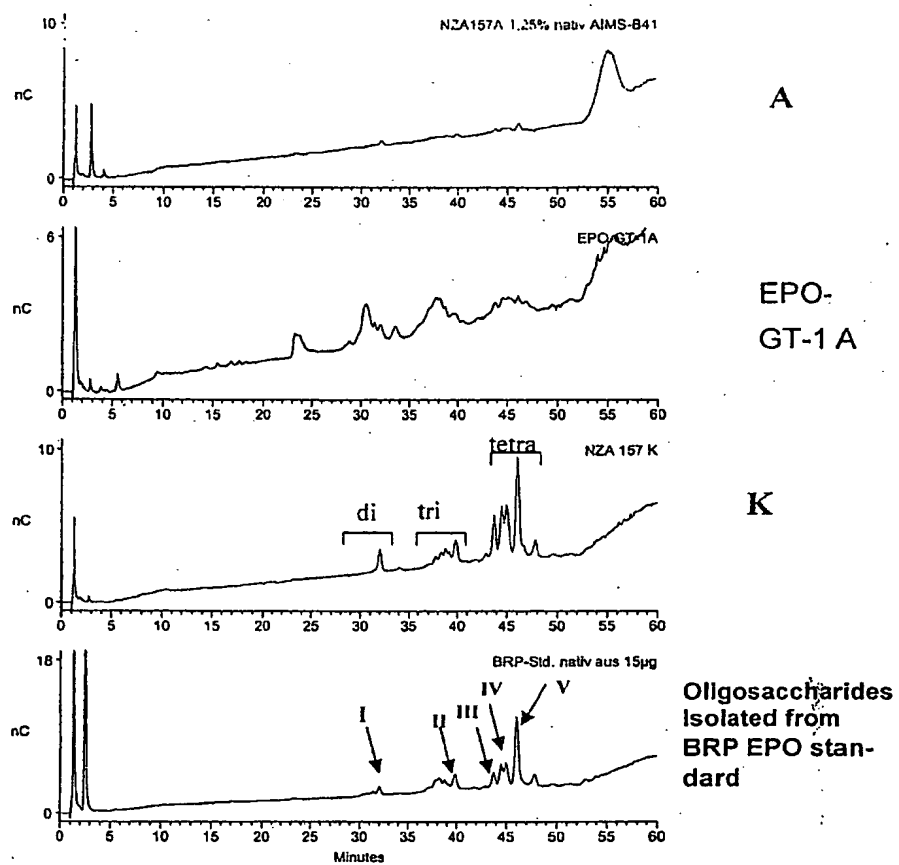 10
NZA157A 1,25% nativ AIMS-B41
nC
A
0
0 5 10 15 20 25 30 35 40 45 50 55 60
6
EPO-GT-1A
nC
EPO-
GT-1 A
0
0 5 10 15 20 25 30 35 40 45 50 55 60
10
tetra
NZA 157 K
di
tri
K
nC
0
0 5 10 15 20 25 30 35 40 45 50 55 60
18
BRP-Std. nativ aus 15µg
I
II
III
IV
V
nC
Oligosaccharides
Isolated from
BRP EPO stan-
dard
0
0 5 10 15 20 25 30 35 40 45 50 55 60
Minutes